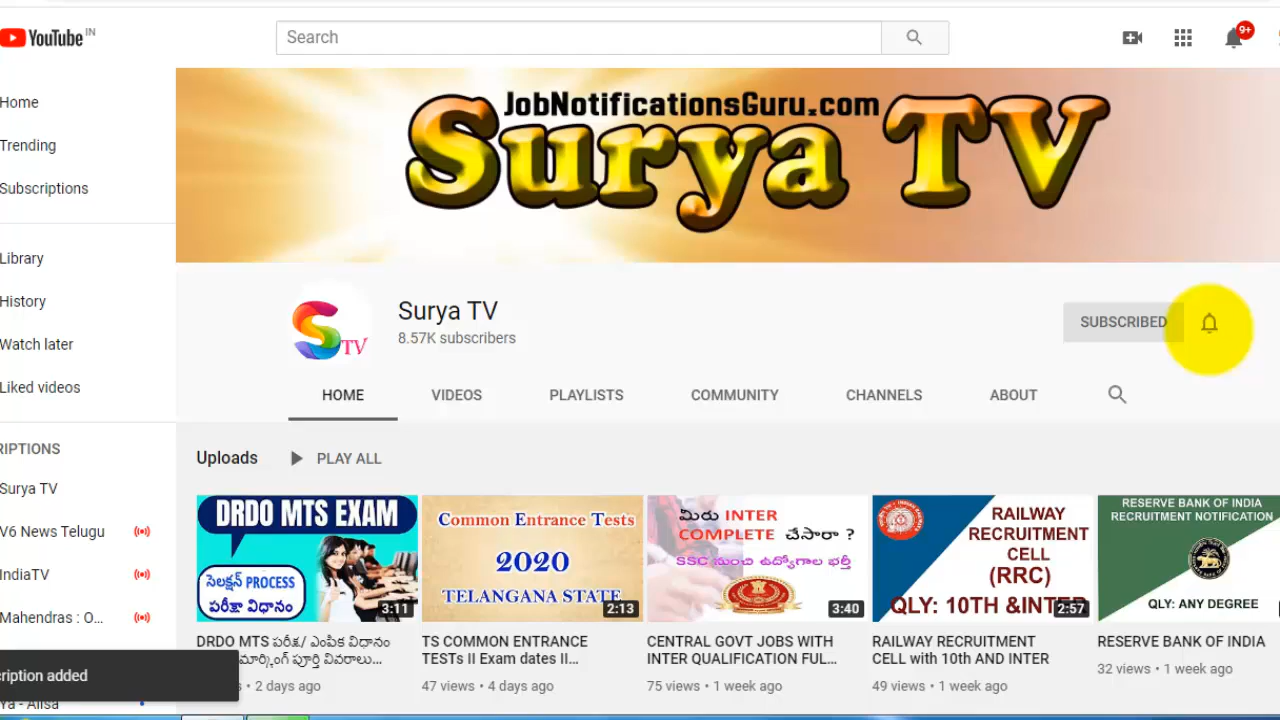 YouTube IN
Search
9+
Home
Trending
Subscriptions
Library
History
Watch later
Liked videos
RIPTIONS
Surya TV
V6 News Telugu
IndiaTV
Mahendras : O...
ription added
Ya - Alisa
JobNotificationsGuru.com
Surya TV
S TV
Surya TV
8.57K subscribers
SUBSCRIBED
HOME VIDEOS PLAYLISTS COMMUNITY CHANNELS ABOUT
Uploads PLAY ALL
DRDO MTS EXAM
సెలక్షన్ PROCESS
పరీక్షా విధానం
3:11
DRDO MTS పరీక్ష/ ఎంపిక విధానం
మార్కింగ్ పూర్తి వివరాలు...
• 2 days ago
Common Entrance Tests
2020
TELANGANA STATE
2:13
TS COMMON ENTRANCE
TESTs II Exam dates II...
47 views • 4 days ago
మీరు INTER
COMPLETE చేసారా ?
SSC నుంచి ఉద్యోగాల భర్తీ
3:40
CENTRAL GOVT JOBS WITH
INTER QUALIFICATION FUL...
75 views • 1 week ago
RAILWAY
RECRUITMENT
CELL
(RRC)
QLY: 10TH &INTER
2:57
RAILWAY RECRUITMENT
CELL with 10th AND INTER
49 views • 1 week ago
RESERVE BANK OF INDIA
RECRUITMENT NOTIFICATION
QLY: ANY DEGREE
RESERVE BANK OF INDIA
32 views • 1 week ago